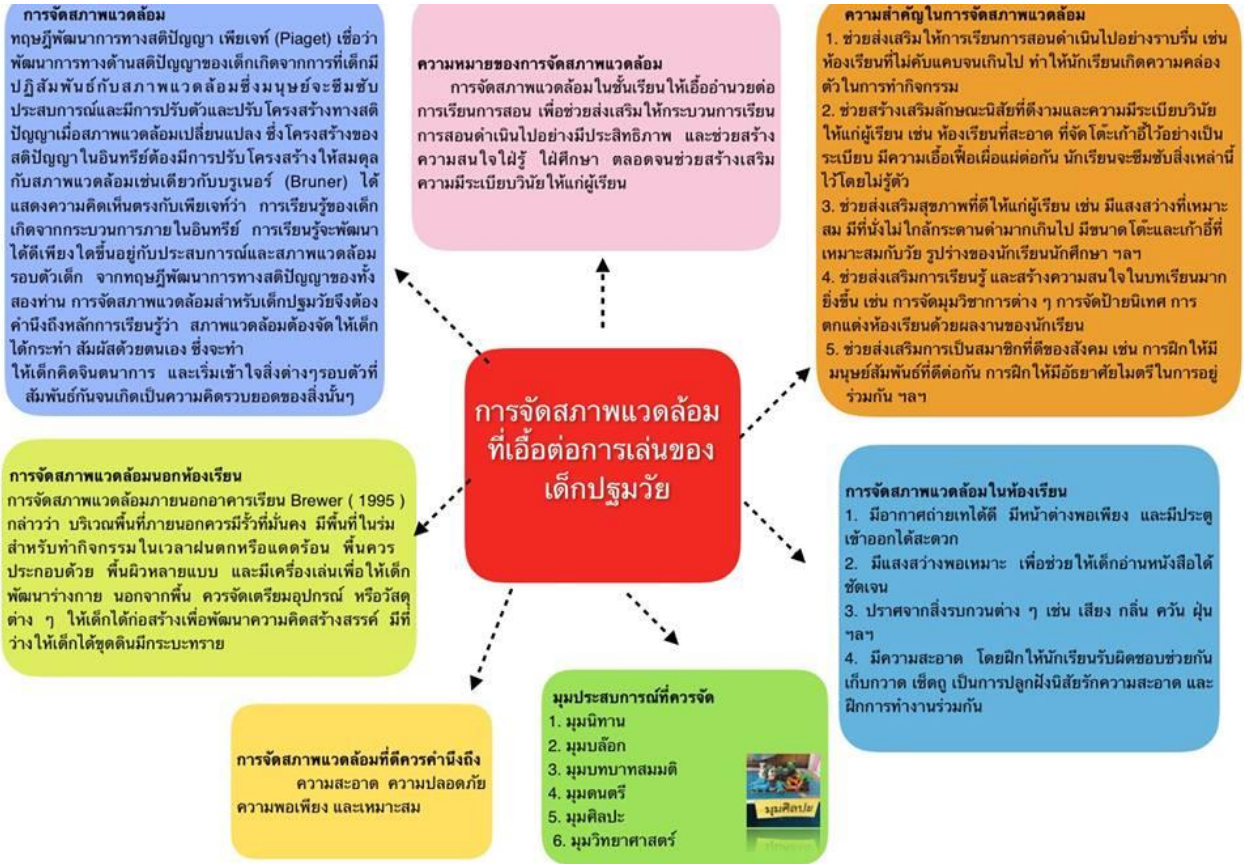 การจัดสภาพแวดล้อม
ทฤษฎีพัฒนาการทางสติปัญญา เพียเจท์ (Piaget) เชื่อว่า
พัฒนาการทางด้านสติปัญญาของเด็กเกิดจากการที่เด็กมี
ปฏิสัมพันธ์กับสภาพแวดล้อมซึ่งมนุษย์จะซึมซับ
ประสบการณ์และมีการปรับตัวและปรับโครงสร้างทางสติ
ปัญญาเมื่อสภาพแวดล้อมเปลี่ยนแปลง ซึ่งโครงสร้างของ
สติปัญญาในอินทรีย์ต้องมีการปรับโครงสร้างให้สมดุล
กับสภาพแวดล้อมเช่นเดียวกับบรูเนอร์ (Bruner) ได้
แสดงความคิดเห็นตรงกับเพียเจท์ว่า การเรียนรู้ของเด็ก
เกิดจากกระบวนการภายในอินทรีย์ การเรียนรู้จะพัฒนา
ได้ดีเพียงใดขึ้นอยู่กับประสบการณ์และสภาพแวดล้อม
รอบตัวเด็ก จากทฤษฎีพัฒนาการทางสติปัญญาของทั้ง
สองท่าน การจัดสภาพแวดล้อมสำหรับเด็กปฐมวัยจึงต้อง
คำนึงถึงหลักการเรียนรู้ว่า สภาพแวดล้อมต้องจัดให้เด็ก
ได้กระทำ สัมผัสด้วยตนเอง ซึ่งจะทำ
ให้เด็กคิดจินตนาการ และเริ่มเข้าใจสิ่งต่างๆรอบตัวที่
สัมพันธ์กันจนเกิดเป็นความคิดรวบยอดของสิ่งนั้นๆ
ความหมายของการจัดสภาพแวดล้อม
การจัดสภาพแวดล้อมในชั้นเรียนให้เอื้ออำนวยต่อ
การเรียนการสอน เพื่อช่วยส่งเสริมให้กระบวนการเรียน
การสอนดำเนินไปอย่างมีประสิทธิภาพ และช่วยสร้าง
ความสนใจใฝ่รู้ ใฝ่ศึกษา ตลอดจนช่วยสร้างเสริม
ความมีระเบียบวินัยให้แก่ผู้เรียน
ความสำคัญในการจัดสภาพแวดล้อม
1. ช่วยส่งเสริมให้การเรียนการสอนดำเนินไปอย่างราบรื่น เช่น
ห้องเรียนที่ไม่คับแคบจนเกินไป ทำให้นักเรียนเกิดความคล่อง
ตัวในการทำกิจกรรม
2. ช่วยสร้างเสริมลักษณะนิสัยที่ดีงามและความมีระเบียบวินัย
ให้แก่ผู้เรียน เช่น ห้องเรียนที่สะอาด ที่จัดโต๊ะเก้าอี้ไว้อย่างเป็น
ระเบียบ มีความเอื้อเฟื้อเผื่อแผ่ต่อกัน นักเรียนจะซึมซับสิ่งเหล่านี้
ไว้โดยไม่รู้ตัว
3. ช่วยส่งเสริมสุขภาพที่ดีให้แก่ผู้เรียน เช่น มีแสงสว่างที่เหมาะ
สม มีที่นั่งไม่ใกล้กระดานดำมากเกินไป มีขนาดโต๊ะและเก้าอี้ที่
เหมาะสมกับวัย รูปร่างของนักเรียนนักศึกษา ฯลฯ
4. ช่วยส่งเสริมการเรียนรู้ และสร้างความสนใจในบทเรียนมาก
ยิ่งขึ้น เช่น การจัดมุมวิชาการต่าง ๆ การจัดป้ายนิเทศ การ
ตกแต่งห้องเรียนด้วยผลงานของนักเรียน
5. ช่วยส่งเสริมการเป็นสมาชิกที่ดีของสังคม เช่น การฝึกให้มี
มนุษย์สัมพันธ์ที่ดีต่อกัน การฝึกให้มีอัธยาศัยไมตรีในการอยู่
ร่วมกัน ฯลฯ
การจัดสภาพแวดล้อม
ที่เอื้อต่อการเล่นของ
เด็กปฐมวัย
การจัดสภาพแวดล้อมนอกห้องเรียน
การจัดสภาพแวดล้อมภายนอกอาคารเรียน Brewer ( 1995 )
กล่าวว่า บริเวณพื้นที่ภายนอกควรมีรั้วที่มั่นคง มีพื้นที่ในร่ม
สำหรับทำกิจกรรมในเวลาฝนตกหรือแดดร้อน พื้นควร
ประกอบด้วย พื้นผิวหลายแบบ และมีเครื่องเล่นเพื่อให้เด็ก
พัฒนาร่างกาย นอกจากพื้น ควรจัดเตรียมอุปกรณ์ หรือวัสดุ
ต่าง ๆ ให้เด็กได้ก่อสร้างเพื่อพัฒนาความคิดสร้างสรรค์ มีที่
ว่างให้เด็กได้ขุดดินมีกระบะทราย
การจัดสภาพแวดล้อมในห้องเรียน
1. มีอากาศถ่ายเทได้ดี มีหน้าต่างพอเพียง และมีประตู
เข้าออกได้สะดวก
2. มีแสงสว่างพอเหมาะ เพื่อช่วยให้เด็กอ่านหนังสือได้
ชัดเจน
3. ปราศจากสิ่งรบกวนต่าง ๆ เช่น เสียง กลิ่น ควัน ฝุ่น
ฯลฯ
4. มีความสะอาด โดยฝึกให้นักเรียนรับผิดชอบช่วยกัน
เก็บกวาด เช็ดถู เป็นการปลูกฝังนิสัยรักความสะอาด และ
ฝึกการทำงานร่วมกัน
การจัดสภาพแวดล้อมที่ดีควรคำนึงถึง
ความสะอาด ความปลอดภัย
ความพอเพียง และเหมาะสม
มุมประสบการณ์ที่ควรจัด
1. มุมนิทาน
2. มุมบล๊อก
3. มุมบทบาทสมมติ
4. มุมดนตรี
5. มุมศิลปะ
6. มุมวิทยาศาสตร์
มุมศิลปะ